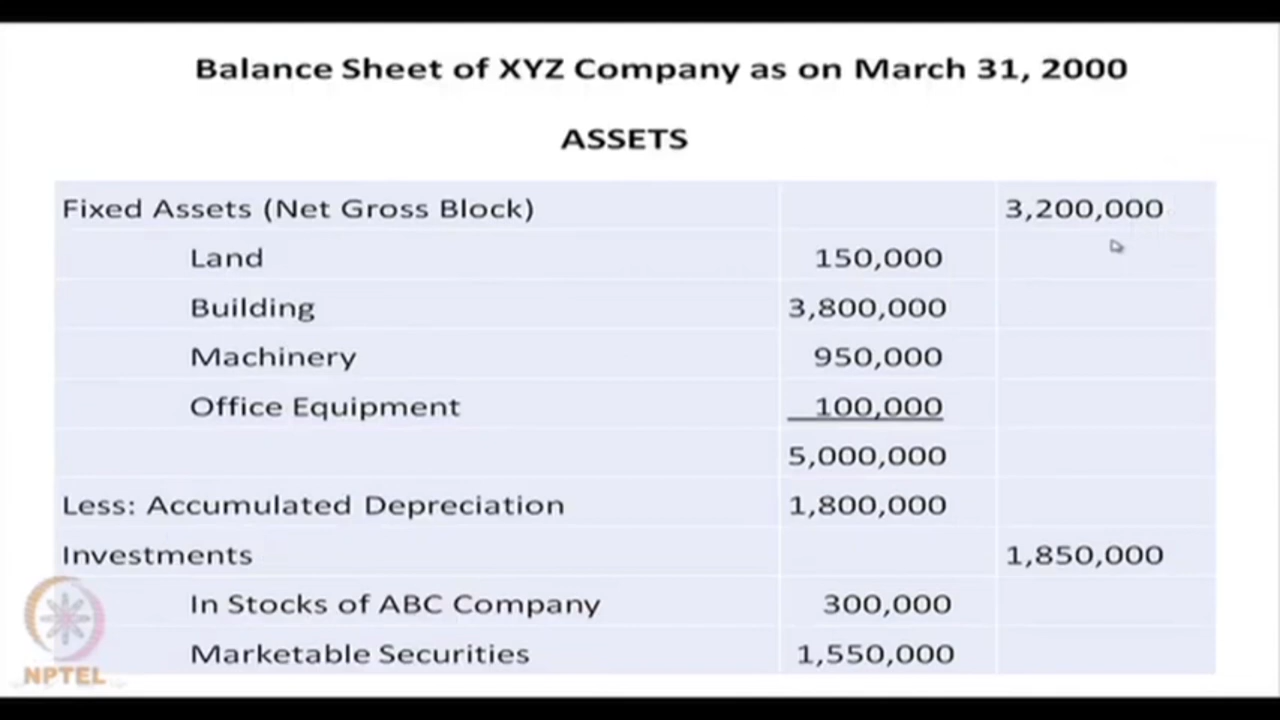 Balance Sheet of XYZ Company as on March 31, 2000
ASSETS
Fixed Assets (Net Gross Block) 3,200,000
Land 150,000
Building 3,800,000
Machinery 950,000
Office Equipment 100,000
5,000,000
Less: Accumulated Depreciation 1,800,000
Investments 1,850,000
In Stocks of ABC Company 300,000
Marketable Securities 1,550,000
NPTEL